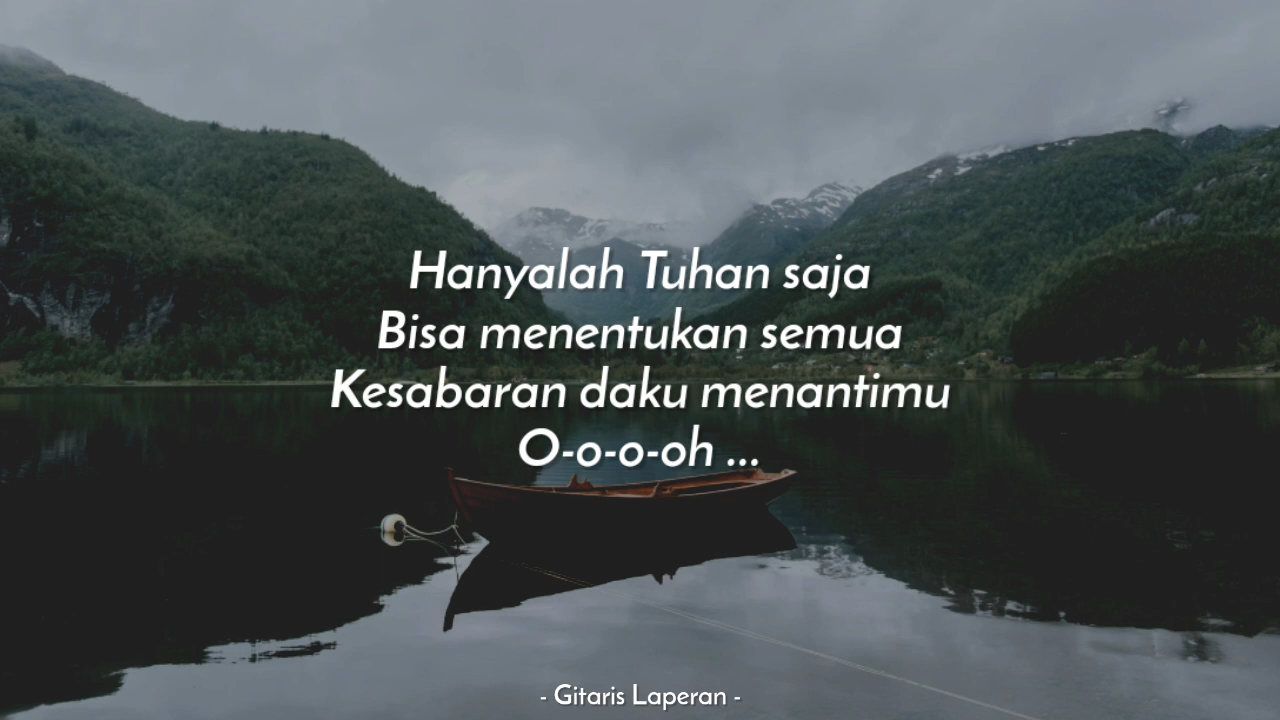 Hanyalah Tuhan saja
Bisa menentukan semua
Kesabaran daku menantimu
O-o-o-oh ...
- Gitaris Laperan -